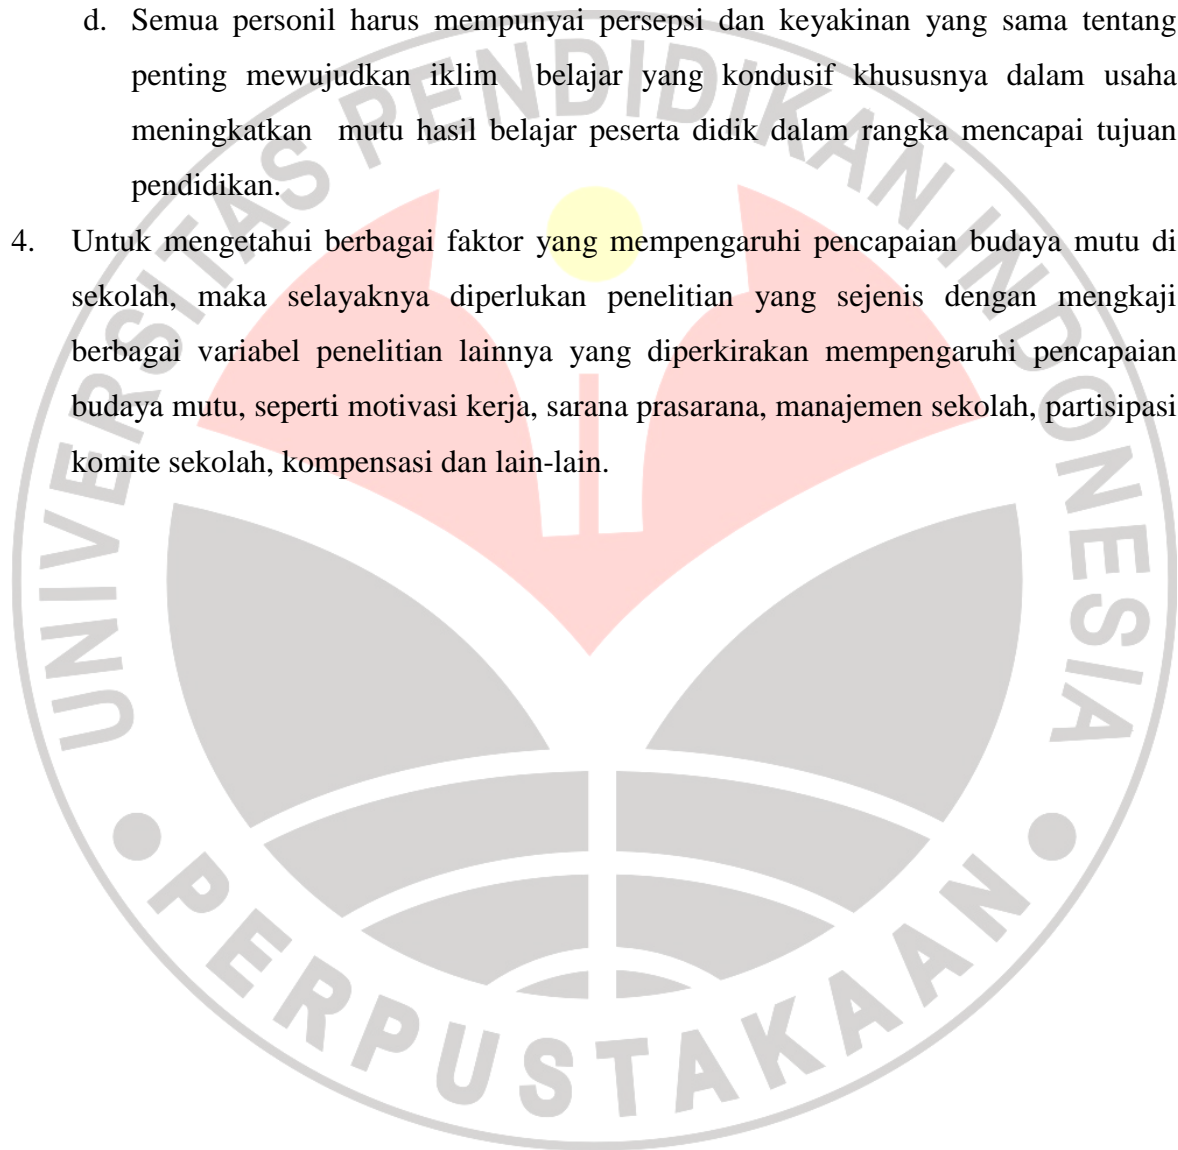 d. Semua personil harus mempunyai persepsi dan keyakinan yang sama tentang
penting mewujudkan iklim belajar yang kondusif khususnya dalam usaha
meningkatkan mutu hasil belajar peserta didik dalam rangka mencapai tujuan
pendidikan.
4. Untuk mengetahui berbagai faktor yang mempengaruhi pencapaian budaya mutu di
sekolah, maka selayaknya diperlukan penelitian yang sejenis dengan mengkaji
berbagai variabel penelitian lainnya yang diperkirakan mempengaruhi pencapaian
budaya mutu, seperti motivasi kerja, sarana prasarana, manajemen sekolah, partisipasi
komite sekolah, kompensasi dan lain-lain.
UNIVERSITAS PENDIDIKAN INDONESIA
PERPUSTAKAAN